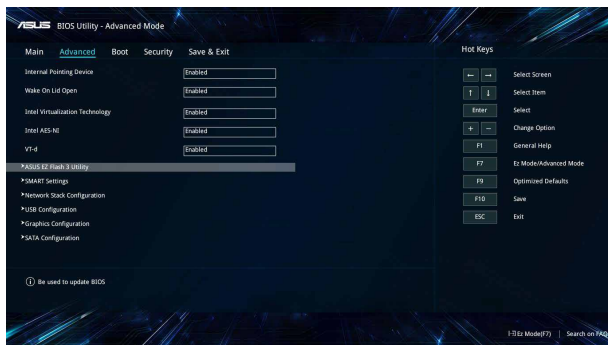 ASUS BIOS Utility - Advanced Mode
Main Advanced Boot Security Save & Exit
Internal Pointing Device Enabled
Wake On Lid Open Enabled
Intel Virtualization Technology Enabled
Intel AES-NI Enabled
VT-d Enabled
ASUS EZ Flash 3 Utility
SMART Settings
Network Stack Configuration
USB Configuration
Graphics Configuration
SATA Configuration
Be used to update BIOS
Hot Keys
← → Select Screen
↑ ↓ Select Item
Enter Select
+ − Change Option
F1 General Help
F7 Ez Mode/Advanced Mode
F9 Optimized Defaults
F10 Save
ESC Exit
Ez Mode(F7) | Search on FAQ